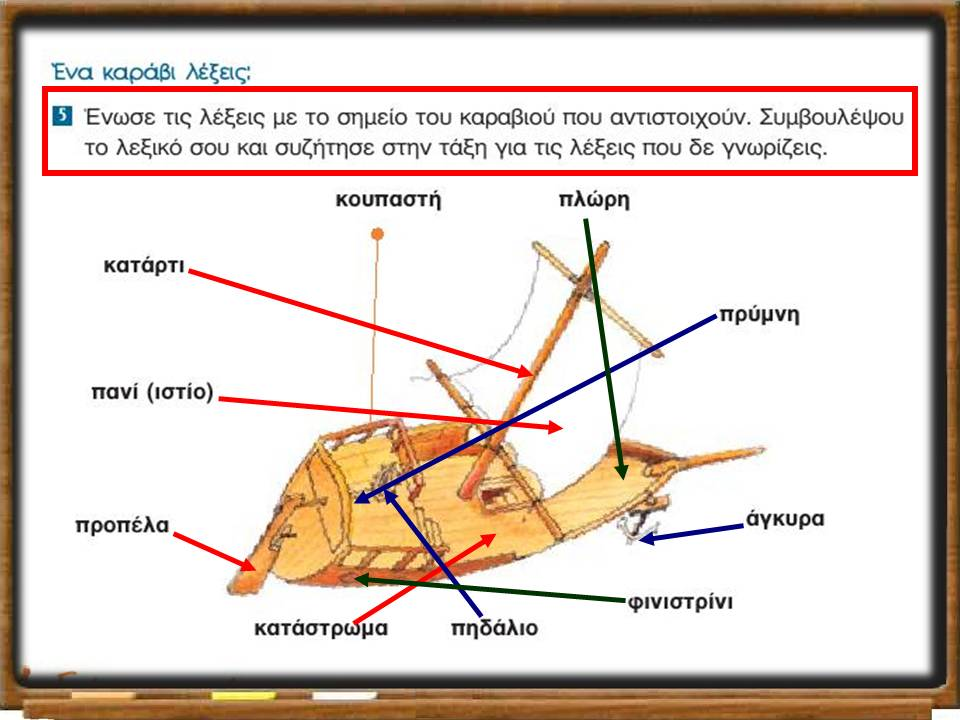 Ένα καράβι λέξεις:
5 Ένωσε τις λέξεις με το σημείο του καραβιού που αντιστοιχούν. Συμβουλέψου
το λεξικό σου και συζήτησε στην τάξη για τις λέξεις που δε γνωρίζεις.
κουπαστή πλώρη
κατάρτι
πρύμνη
πανί (ιστίο)
προπέλα
άγκυρα
φινιστρίνι
κατάστρωμα πηδάλιο